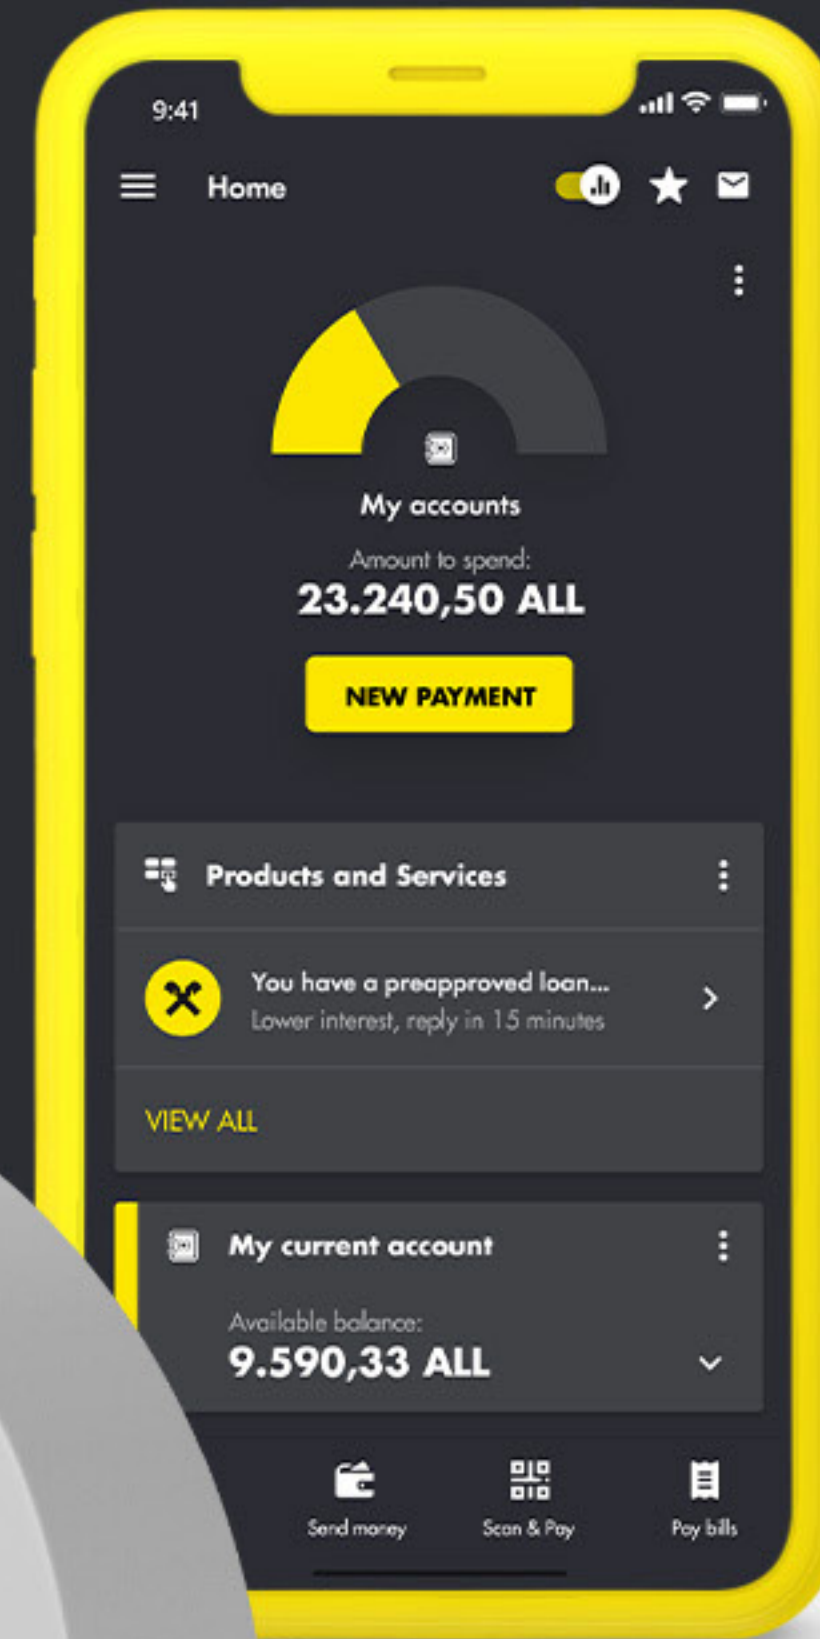 9:41
Home
My accounts
Amount to spend:
23.240,50 ALL
NEW PAYMENT
Products and Services
You have a preapproved loan...
Lower interest, reply in 15 minutes
VIEW ALL
My current account
Available balance:
9.590,33 ALL
Send money
Scan & Pay
Pay bills